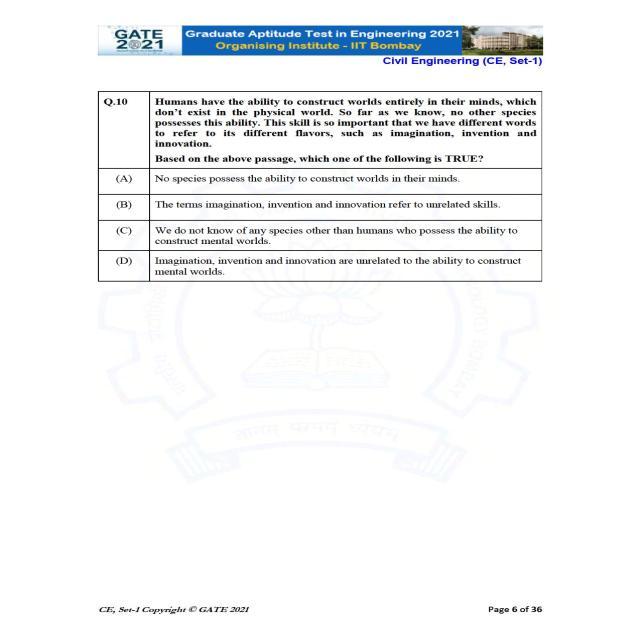 GATE
2021
Graduate Aptitude Test in Engineering 2021
Organising Institute - IIT Bombay
Civil Engineering (CE, Set-1)
Q.10
Humans have the ability to construct worlds entirely in their minds, which
don't exist in the physical world. So far as we know, no other species
possesses this ability. This skill is so important that we have different words
to refer to its different flavors, such as imagination, invention and
innovation.
Based on the above passage, which one of the following is TRUE?
(A) No species possess the ability to construct worlds in their minds.
(B) The terms imagination, invention and innovation refer to unrelated skills.
(C) We do not know of any species other than humans who possess the ability to
construct mental worlds.
(D) Imagination, invention and innovation are unrelated to the ability to construct
mental worlds.
ज्ञानम् परमम् ध्येयम्
CE, Set-1 Copyright © GATE 2021
Page 6 of 36